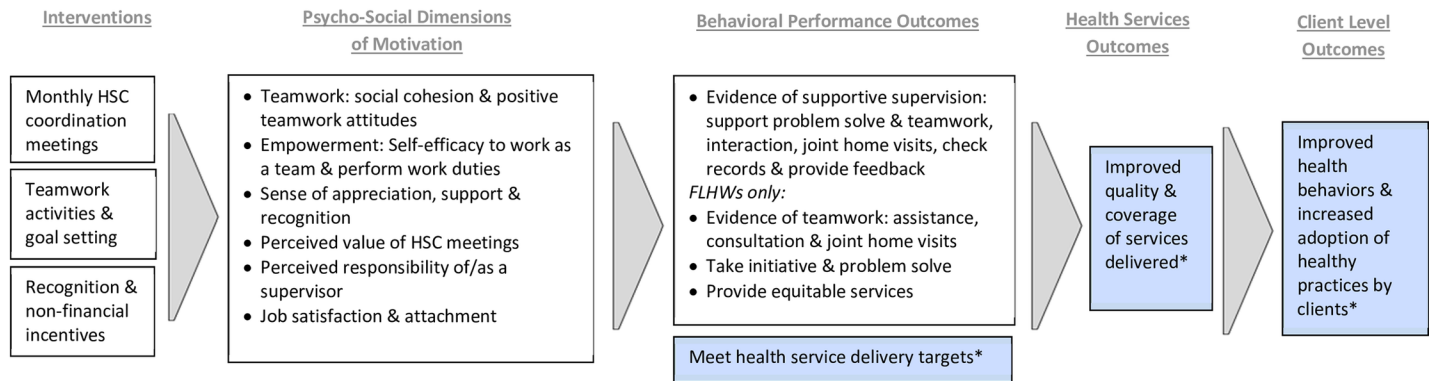 Interventions
Psycho-Social Dimensions
of Motivation
Behavioral Performance Outcomes
Health Services
Outcomes
Client Level
Outcomes
Monthly HSC
coordination
meetings
Teamwork
activities &
goal setting
Recognition &
non-financial
incentives
• Teamwork: social cohesion & positive
teamwork attitudes
• Empowerment: Self-efficacy to work as
a team & perform work duties
• Sense of appreciation, support &
recognition
• Perceived value of HSC meetings
• Perceived responsibility of/as a
supervisor
• Job satisfaction & attachment
• Evidence of supportive supervision:
support problem solve & teamwork,
interaction, joint home visits, check
records & provide feedback
FLHWs only:
• Evidence of teamwork: assistance,
consultation & joint home visits
• Take initiative & problem solve
• Provide equitable services
Meet health service delivery targets*
Improved
quality &
coverage
of services
delivered*
Improved
health
behaviors &
increased
adoption of
healthy
practices by
clients*